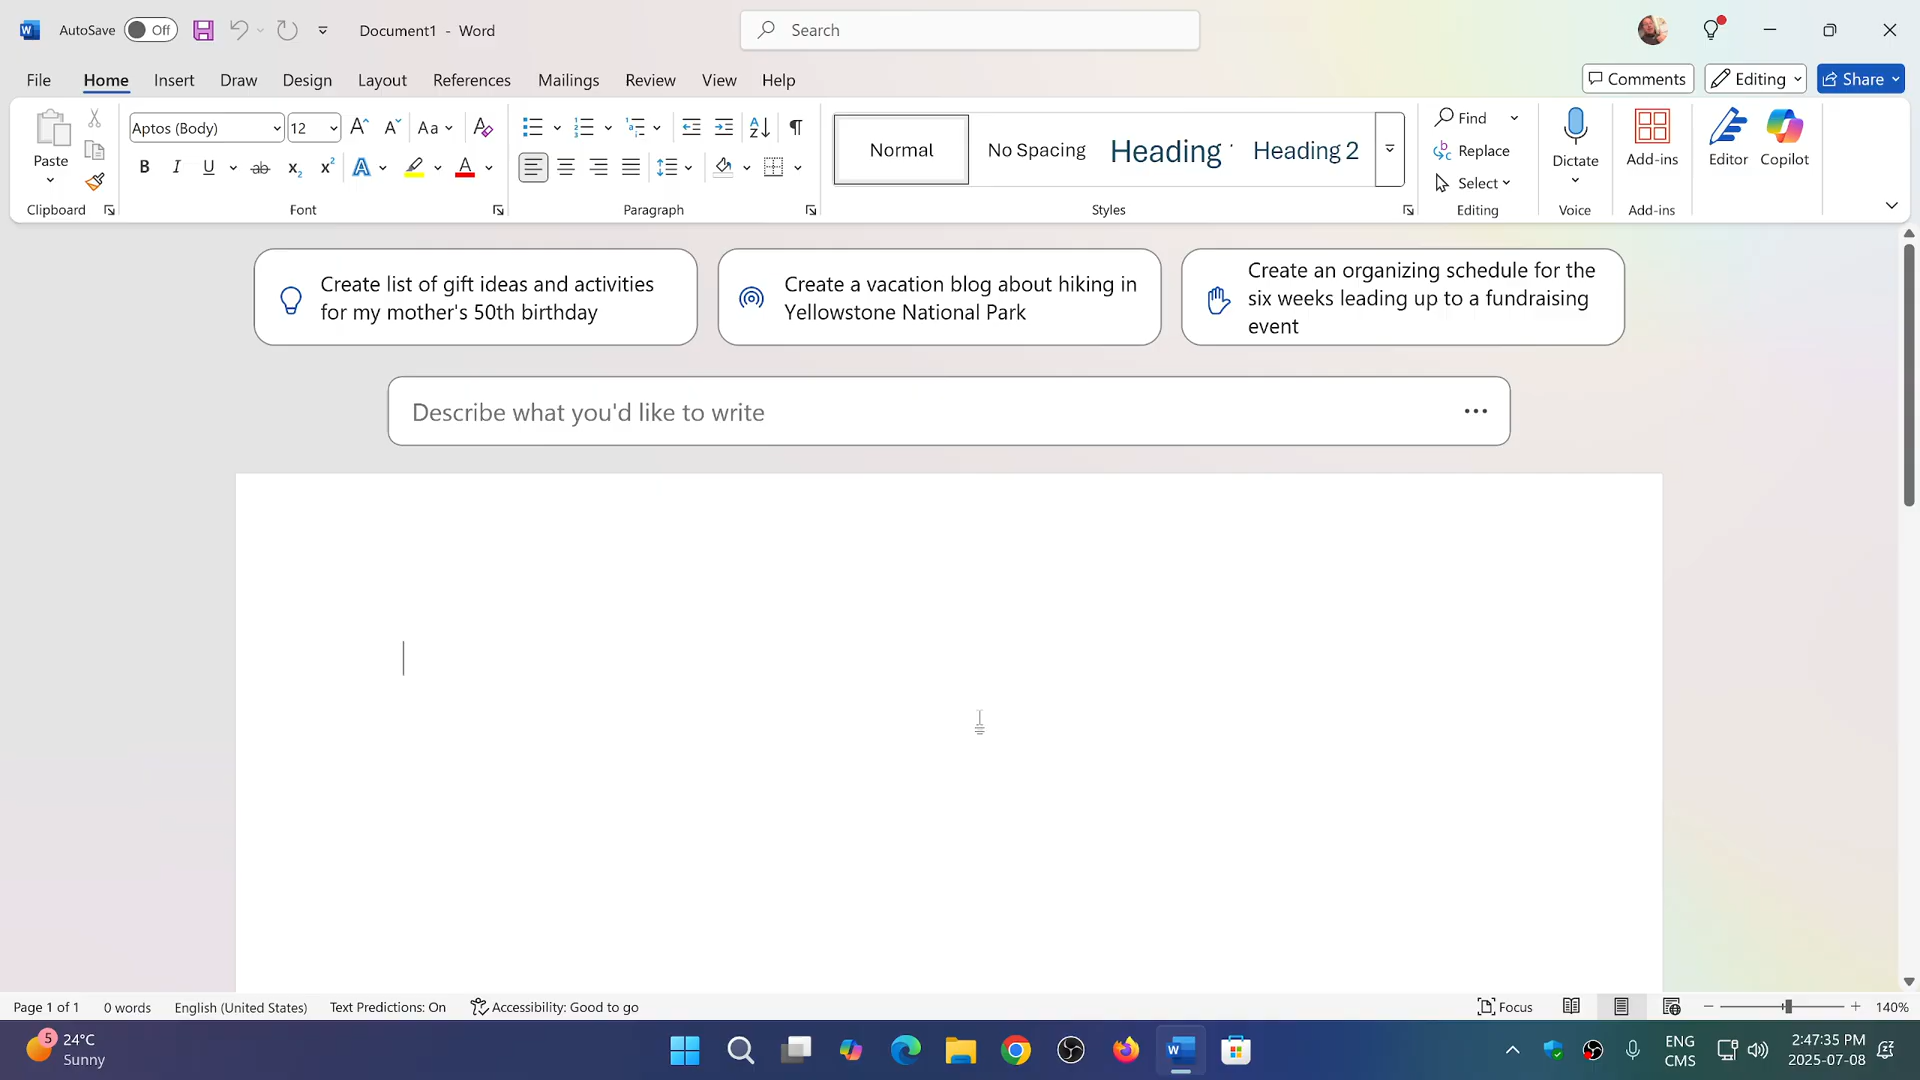 AutoSave Off Document1 - Word Search
File Home Insert Draw Design Layout References Mailings Review View Help Comments Editing Share
Paste
Clipboard
Aptos (Body) 12
Aa
B I U ab x₂ x² A A
Font
Paragraph
Normal No Spacing Heading Heading 2
Styles
Find
Replace
Select
Editing
Dictate
Voice
Add-ins
Add-ins
Editor Copilot
Create list of gift ideas and activities
for my mother's 50th birthday
Create a vacation blog about hiking in
Yellowstone National Park
Create an organizing schedule for the
six weeks leading up to a fundraising
event
Describe what you'd like to write
Page 1 of 1 0 words English (United States) Text Predictions: On Accessibility: Good to go Focus 140%
5 24°C
Sunny
ENG
CMS
2:47:35 PM
2025-07-08